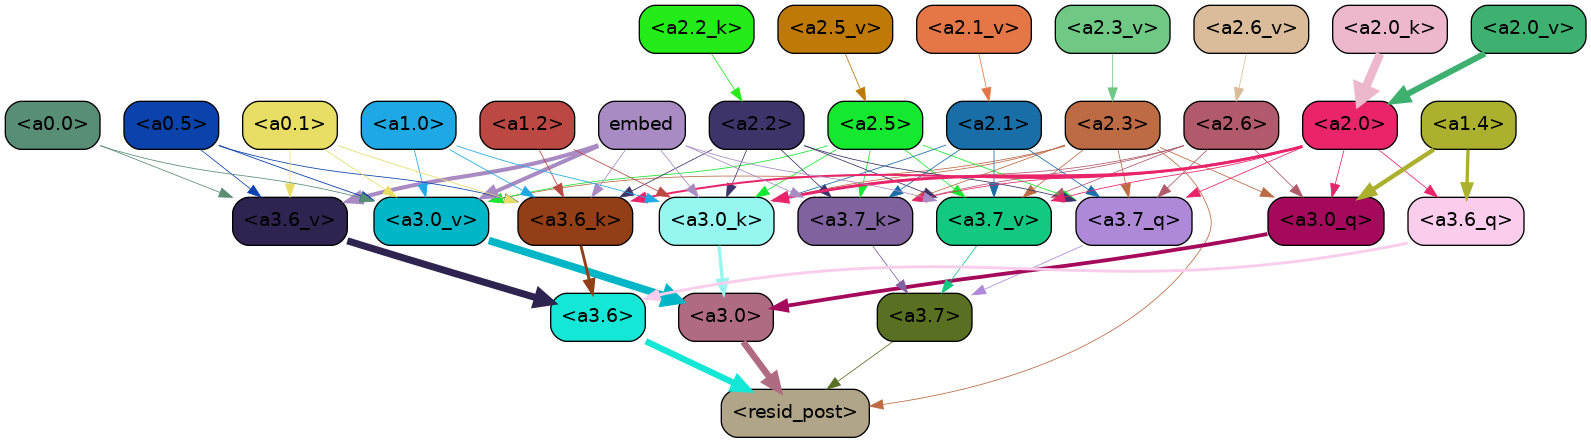 <a2.2_k> <a2.5_v> <a2.1_v> <a2.3_v> <a2.6_v> <a2.0_k> <a2.0_v>
<a0.0> <a0.5> <a0.1> <a1.0> <a1.2> embed <a2.2> <a2.5> <a2.1> <a2.3> <a2.6> <a2.0> <a1.4>
<a3.6_v> <a3.0_v> <a3.6_k> <a3.0_k> <a3.7_k> <a3.7_v> <a3.7_q> <a3.0_q> <a3.6_q>
<a3.6> <a3.0> <a3.7>
<resid_post>